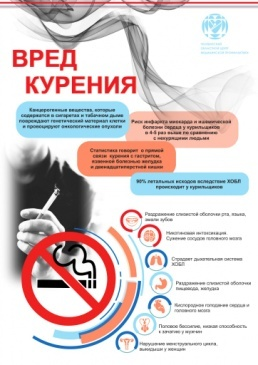 ВРЕД
КУРЕНИЯ
Канцерогенные вещества, которые
содержатся в сигаретах и табачном дыме
повреждают генетический материал клетки
и провоцируют онкологические опухоли
Риск инфаркта миокарда и ишемической
болезни сердца у курильщиков
в 4-5 раз выше по сравнению
с некурящими людьми
Статистика говорит о прямой
связи курения с гастритом,
язвенной болезнью желудка
и двенадцатиперстной кишки
90% летальных исходов вследствие ХОБЛ
происходит у курильщиков
Раздражение слизистой оболочки рта, языка,
эмали зубов
Никотиновая интоксикация.
Сужение сосудов головного мозга
Страдает дыхательная система
ХОБЛ
Раздражение слизистой оболочки
пищевода, желудка
Кислородное голодание сердца и
головного мозга
Половое бессилие, низкая способность
к зачатию у мужчин
Нарушение менструального цикла,
выкидыши у женщин